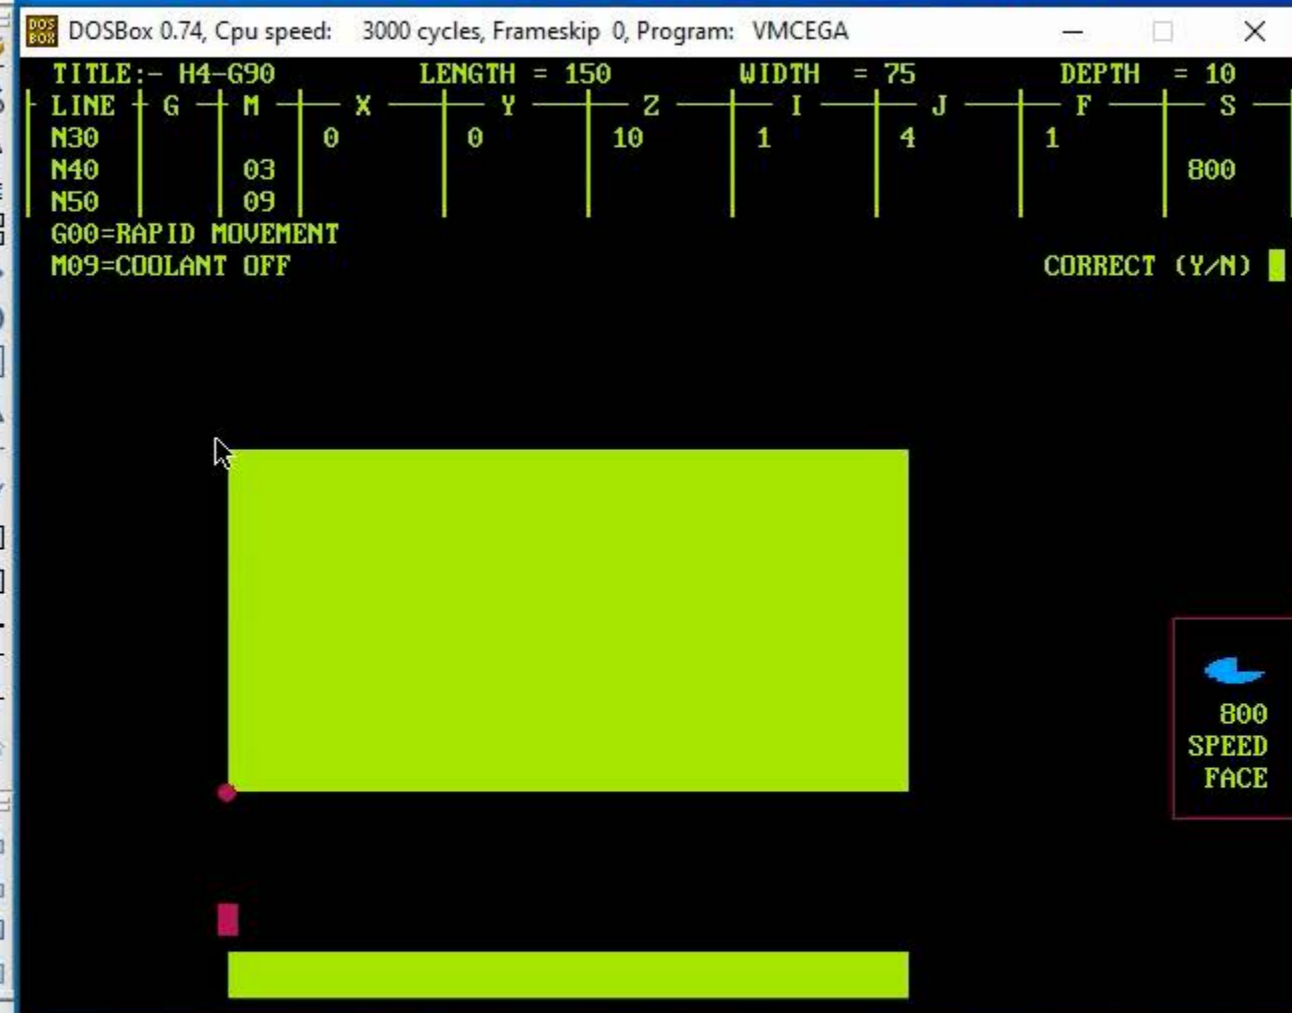 DOSBox 0.74, Cpu speed: 3000 cycles, Frameskip 0, Program: VMCEGA
TITLE:- H4-G90 LENGTH = 150 WIDTH = 75 DEPTH = 10
LINE G M X Y Z I J F S
N30 0 0 10 1 4 1
N40 03 800
N50 09
G00=RAPID MOVEMENT
M09=COOLANT OFF CORRECT (Y/N)
800
SPEED
FACE